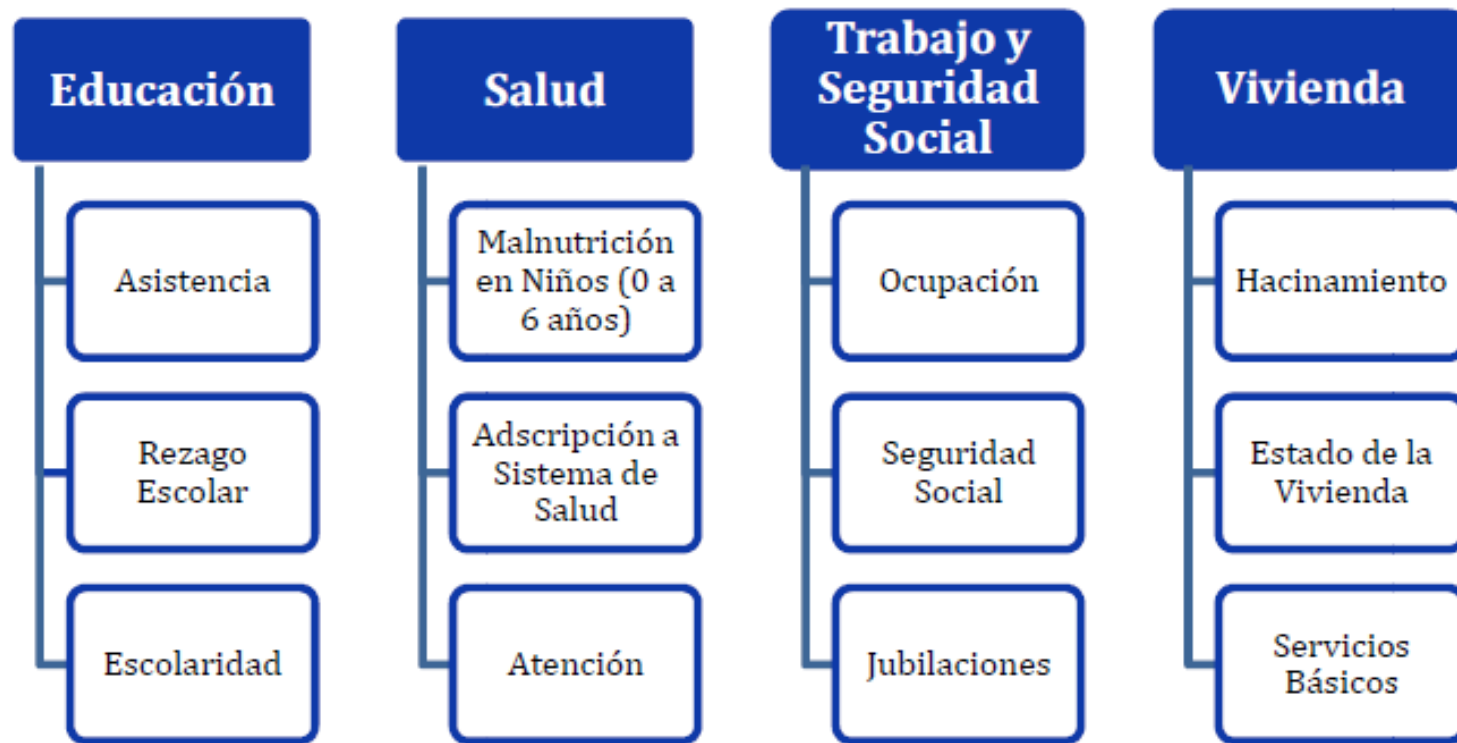 Educación
Asistencia
Rezago
Escolar
Escolaridad
Salud
Malnutrición
en Niños (0 a
6 años)
Adscripción a
Sistema de
Salud
Atención
Trabajo y
Seguridad
Social
Ocupación
Seguridad
Social
Jubilaciones
Vivienda
Hacinamiento
Estado de la
Vivienda
Servicios
Básicos